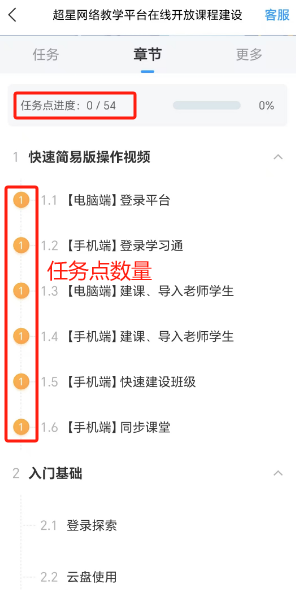 超星网络教学平台在线开放课程建设 客服
任务 章节 更多
任务点进度：0 / 54 0%
1 快速简易版操作视频
1 1.1 【电脑端】登录平台
1 1.2 【手机端】登录学习通
任务点数量
1 1.3 【电脑端】建课、导入老师学生
1 1.4 【手机端】建课、导入老师学生
1 1.5 【手机端】快速建设班级
1 1.6 【手机端】同步课堂
2 入门基础
2.1 登录探索
2.2 云盘使用